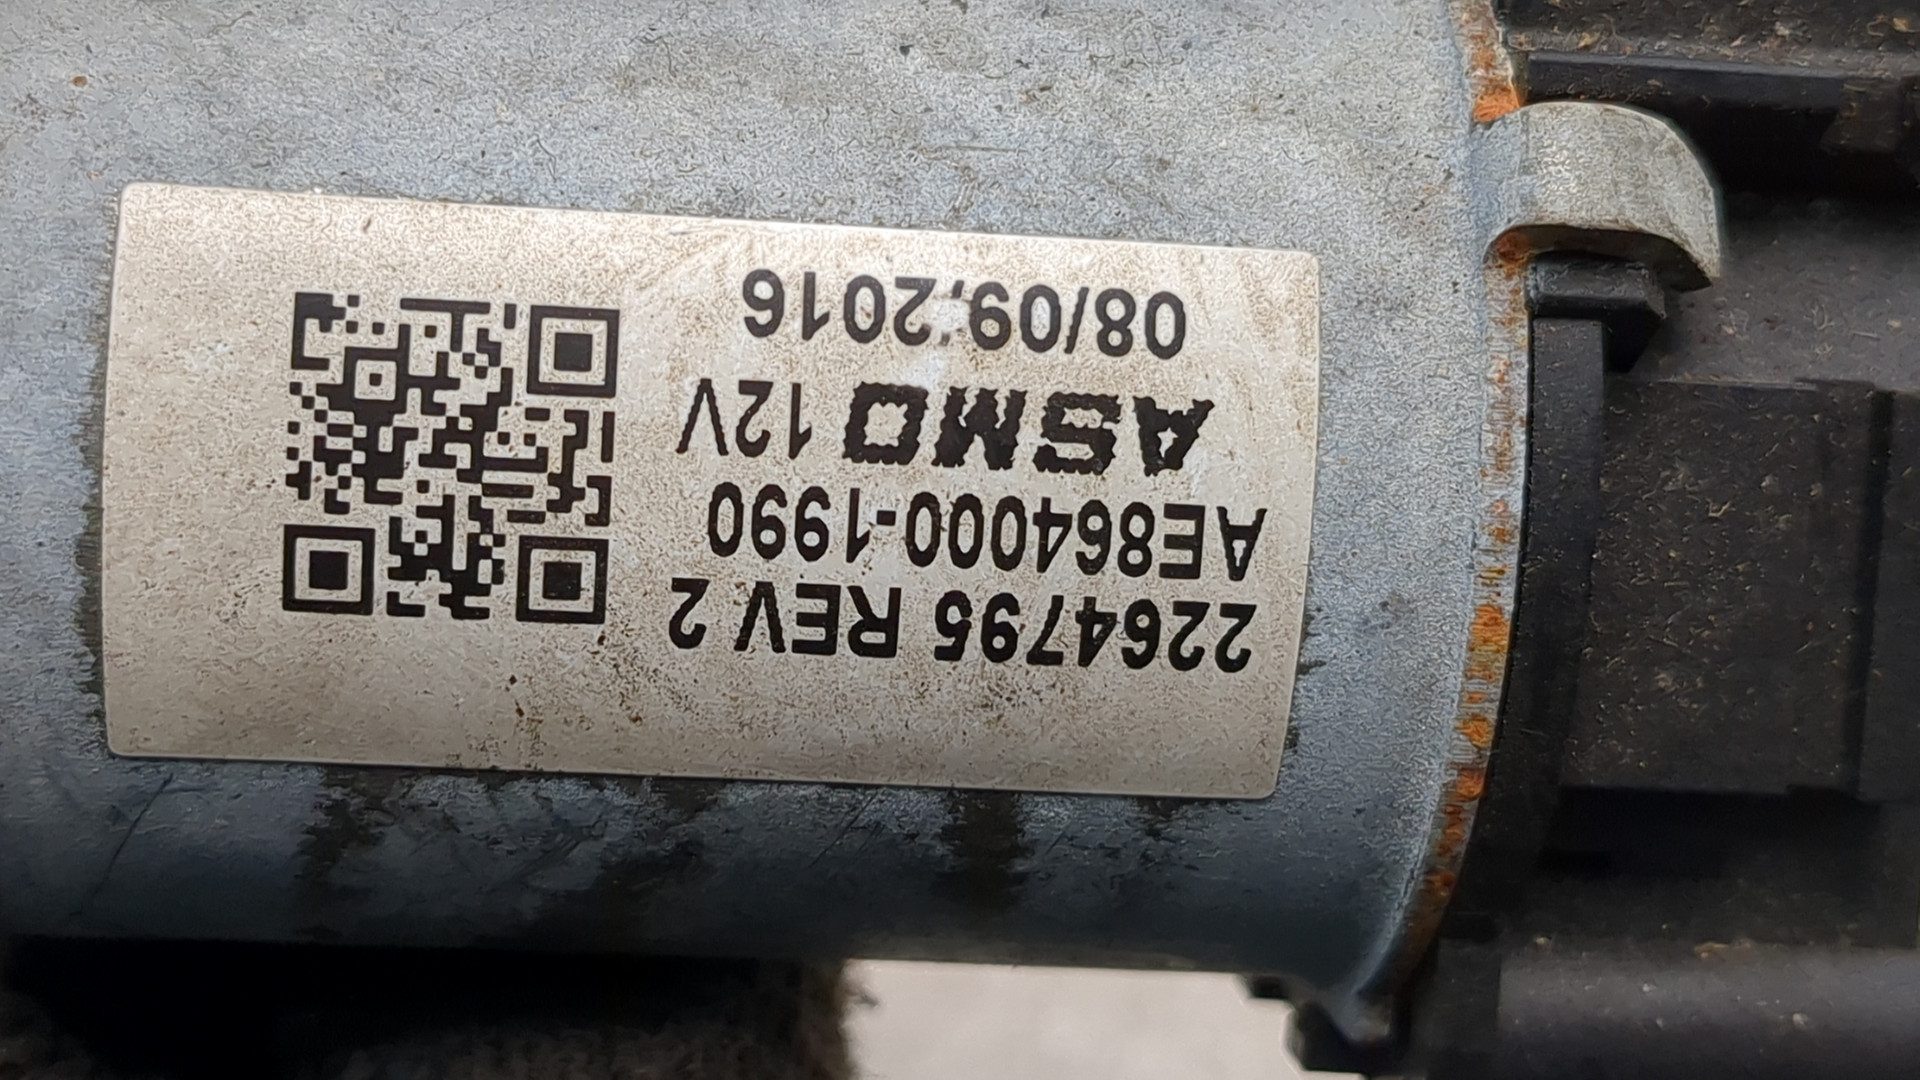 2264795 REV 2
AE864000-1990
ASMO 12V
08/09,2016